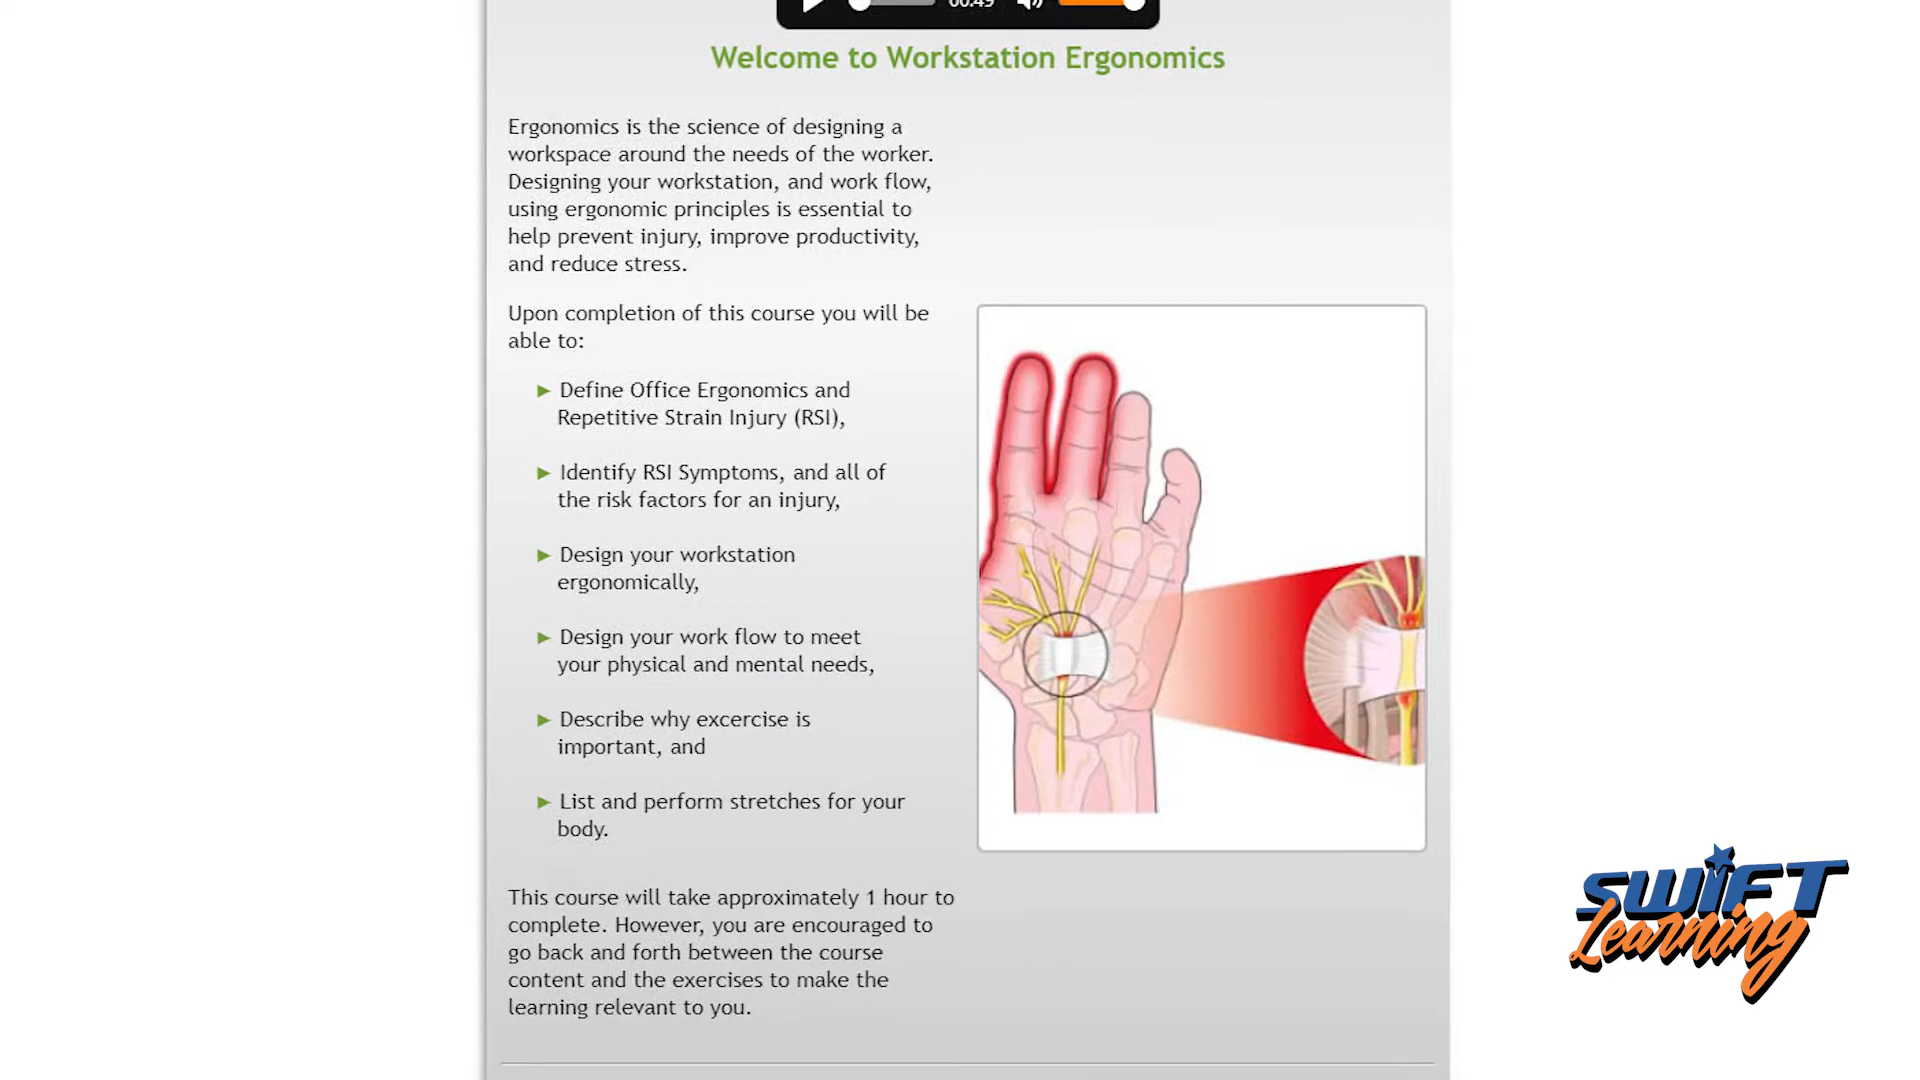 00:49
Welcome to Workstation Ergonomics
Ergonomics is the science of designing a
workspace around the needs of the worker.
Designing your workstation, and work flow,
using ergonomic principles is essential to
help prevent injury, improve productivity,
and reduce stress.
Upon completion of this course you will be
able to:
► Define Office Ergonomics and
Repetitive Strain Injury (RSI),
► Identify RSI Symptoms, and all of
the risk factors for an injury,
► Design your workstation
ergonomically,
► Design your work flow to meet
your physical and mental needs,
► Describe why excercise is
important, and
► List and perform stretches for your
body.
This course will take approximately 1 hour to
complete. However, you are encouraged to
go back and forth between the course
content and the exercises to make the
learning relevant to you.
SWIFT
Learning